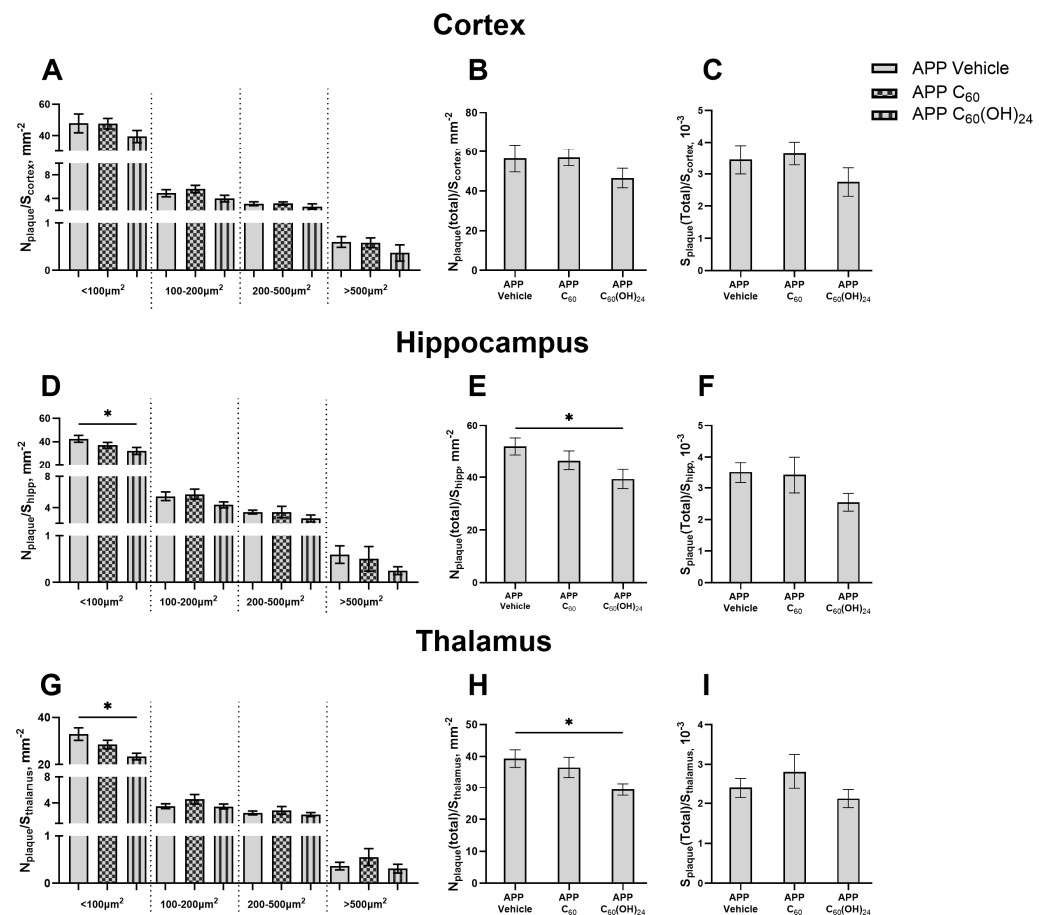 Cortex
A
B
C
APP Vehicle
APP C₆₀
APP C₆₀(OH)₂₄
Nplaque/Scortex, mm⁻²
60
40
8
4
1
0
<100μm²
100-200μm²
200-500μm²
>500μm²
Nplaque(total)/Scortex, mm⁻²
80
60
40
20
0
APP Vehicle
APP C₆₀
APP C₆₀(OH)₂₄
Splaque(Total)/Scortex, 10⁻³
5
4
3
2
1
0
APP Vehicle
APP C₆₀
APP C₆₀(OH)₂₄
Hippocampus
D
E
F
Nplaque/Shipp, mm⁻²
60
40
20
8
4
1
0
*
<100μm²
100-200μm²
200-500μm²
>500μm²
Nplaque(total)/Shipp, mm⁻²
60
40
20
0
*
APP Vehicle
APP C₆₀
APP C₆₀(OH)₂₄
Splaque(Total)/Shipp, 10⁻³
5
4
3
2
1
0
APP Vehicle
APP C₆₀
APP C₆₀(OH)₂₄
Thalamus
G
H
I
Nplaque/Sthalamus, mm⁻²
40
20
8
4
1
0
*
<100μm²
100-200μm²
200-500μm²
>500μm²
Nplaque(total)/Sthalamus, mm⁻²
50
40
30
20
10
0
*
APP Vehicle
APP C₆₀
APP C₆₀(OH)₂₄
Splaque(Total)/Sthalamus, 10⁻³
4
3
2
1
0
APP Vehicle
APP C₆₀
APP C₆₀(OH)₂₄